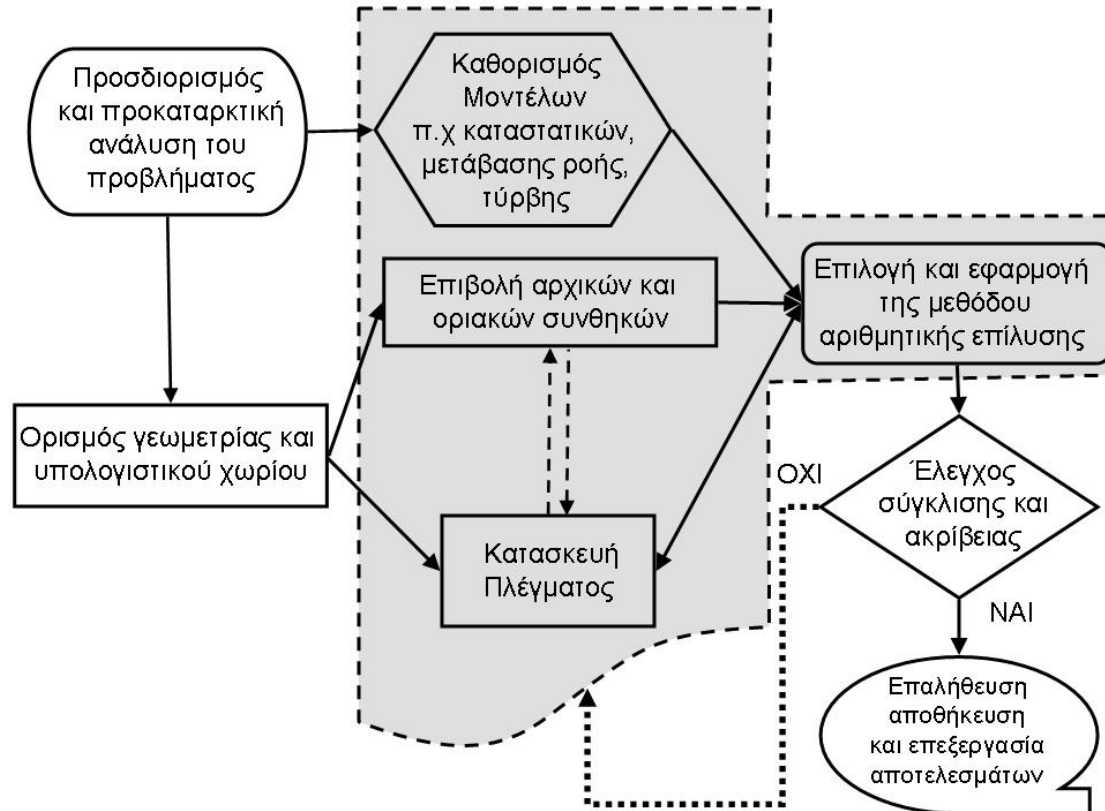 Προσδιορισμός
και προκαταρκτική
ανάλυση του
προβλήματος
Καθορισμός
Μοντέλων
π.χ καταστατικών,
μετάβασης ροής,
τύρβης
Επιβολή αρχικών και
οριακών συνθηκών
Επιλογή και εφαρμογή
της μεθόδου
αριθμητικής επίλυσης
Ορισμός γεωμετρίας και
υπολογιστικού χωρίου
Κατασκευή
Πλέγματος
ΟΧΙ
Έλεγχος
σύγκλισης και
ακρίβειας
ΝΑΙ
Επαλήθευση
αποθήκευση
και επεξεργασία
αποτελεσμάτων